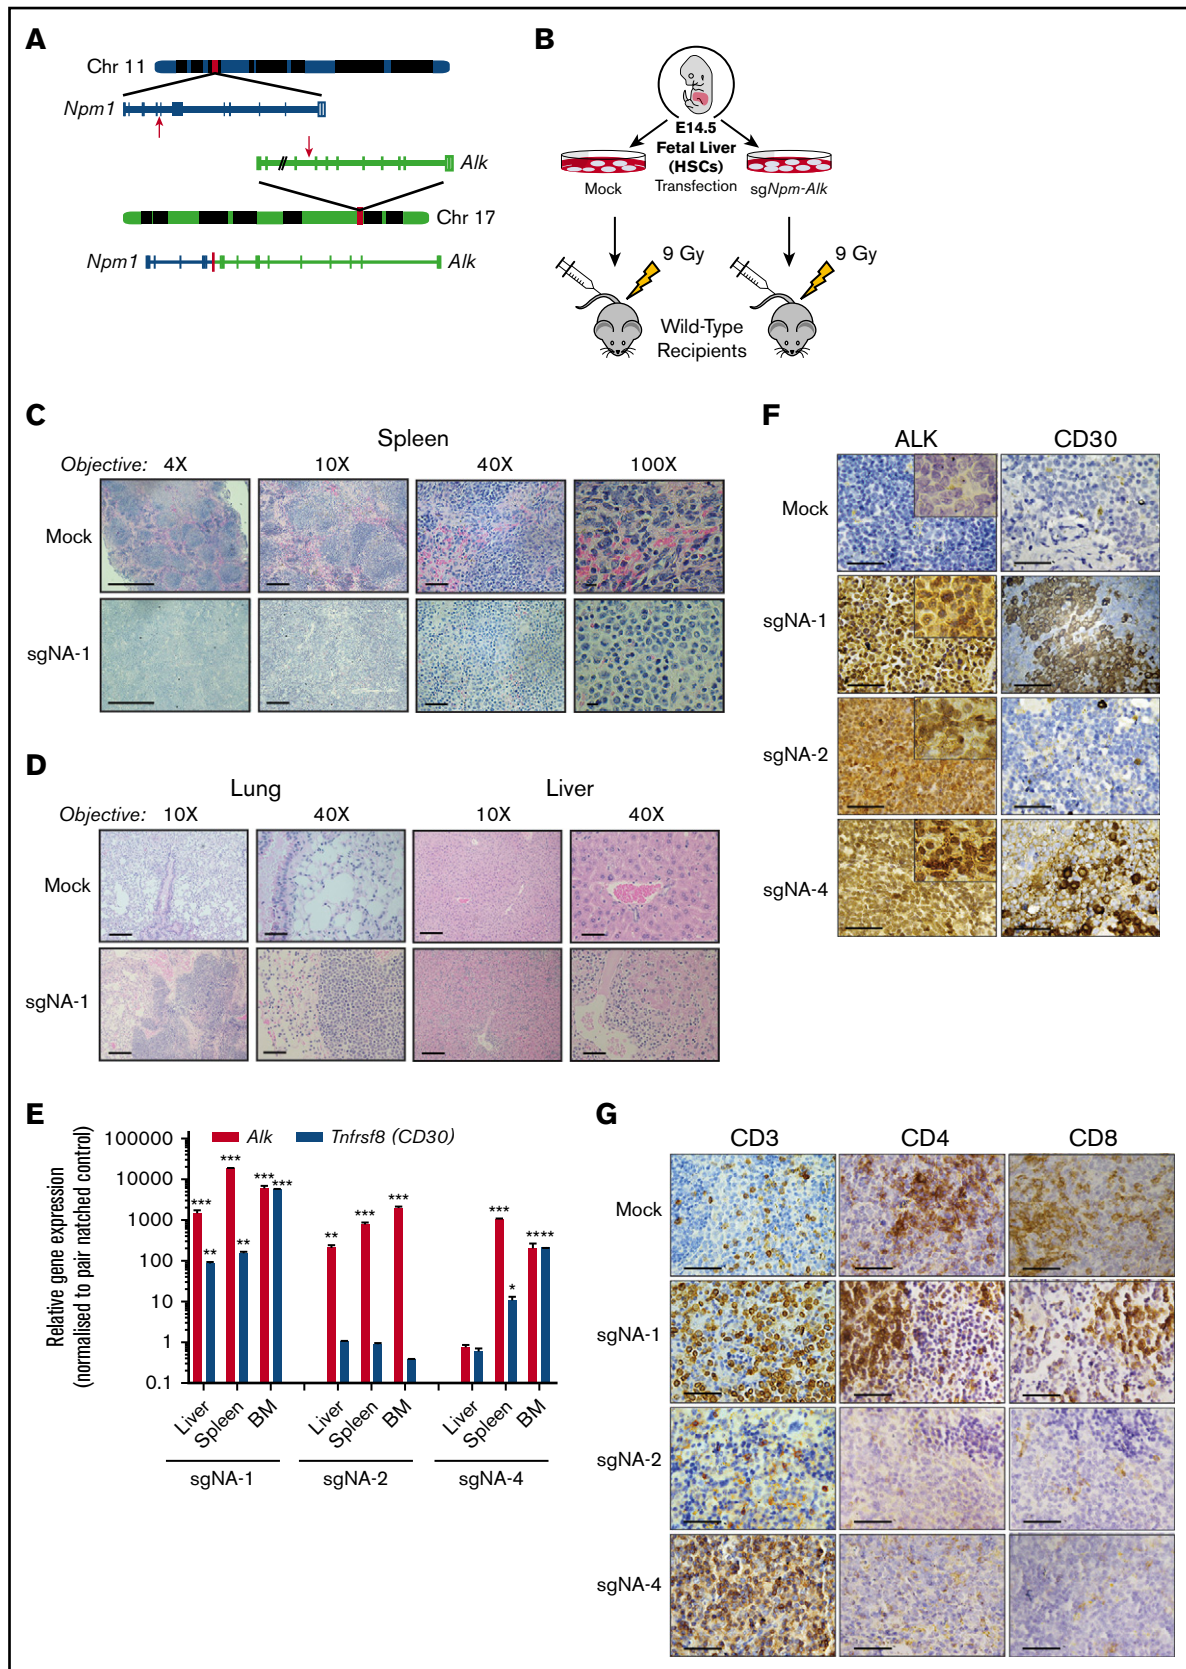 A
Chr 11
Npm1
Alk
Chr 17
Npm1
Alk
B
E14.5
Fetal Liver
(HSCs)
Transfection
Mock
sgNpm-Alk
9 Gy
9 Gy
Wild-Type
Recipients
C
Spleen
Objective: 4X 10X 40X 100X
Mock
sgNA-1
D
Lung Liver
Objective: 10X 40X 10X 40X
Mock
sgNA-1
E
Relative gene expression
(normalised to pair natched control)
Alk Tnfrsf8 (CD30)
100000
10000
1000
100
10
1
0.1
*** ** *** ** *** ***
** *** ***
*** * ** **
Liver Spleen BM Liver Spleen BM Liver Spleen BM
sgNA-1 sgNA-2 sgNA-4
F
ALK CD30
Mock
sgNA-1
sgNA-2
sgNA-4
G
CD3 CD4 CD8
Mock
sgNA-1
sgNA-2
sgNA-4